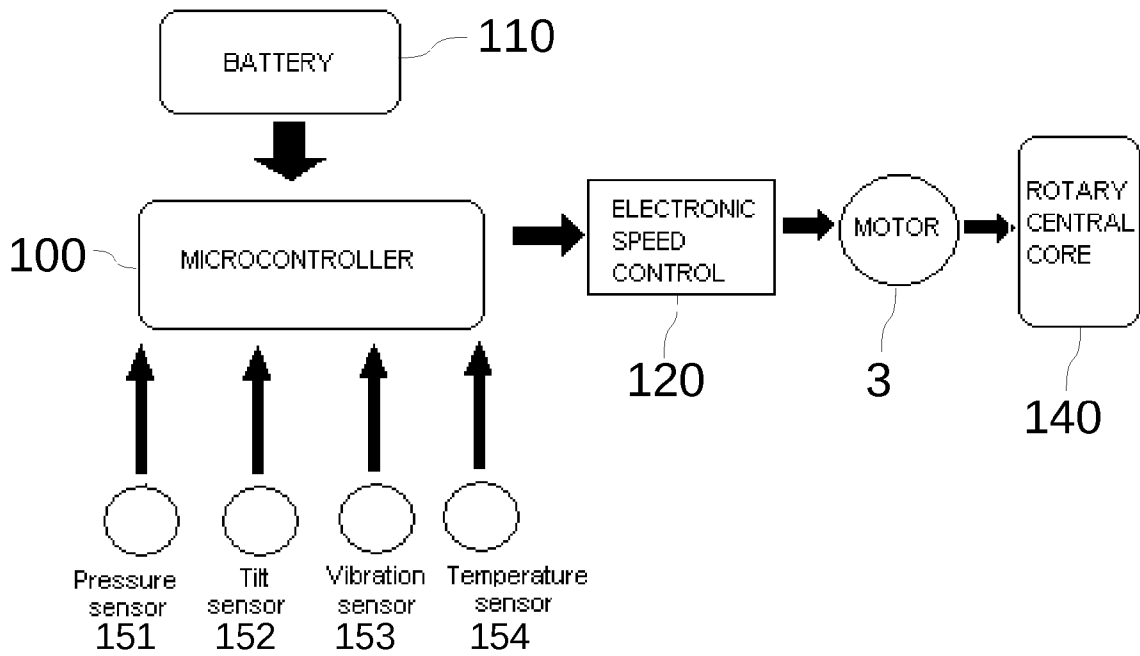 BATTERY
110
100
MICROCONTROLLER
ELECTRONIC
SPEED
CONTROL
120
MOTOR
3
ROTARY
CENTRAL
CORE
140
Pressure
sensor
151
Tilt
sensor
152
Vibration
sensor
153
Temperature
sensor
154